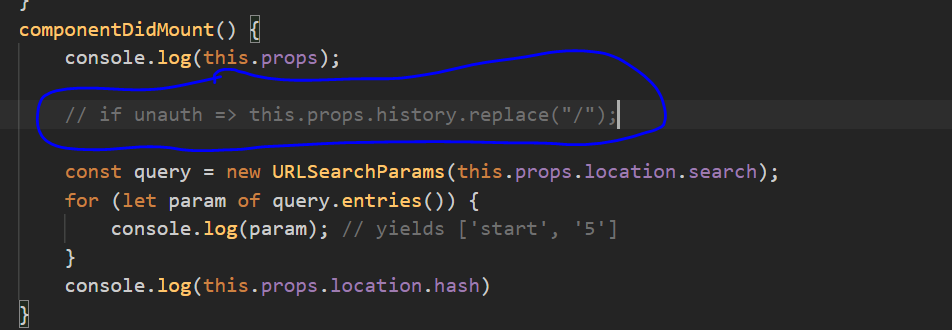 }
componentDidMount() {
console.log(this.props);
// if unauth => this.props.history.replace("/");
const query = new URLSearchParams(this.props.location.search);
for (let param of query.entries()) {
console.log(param); // yields ['start', '5']
}
console.log(this.props.location.hash)
}